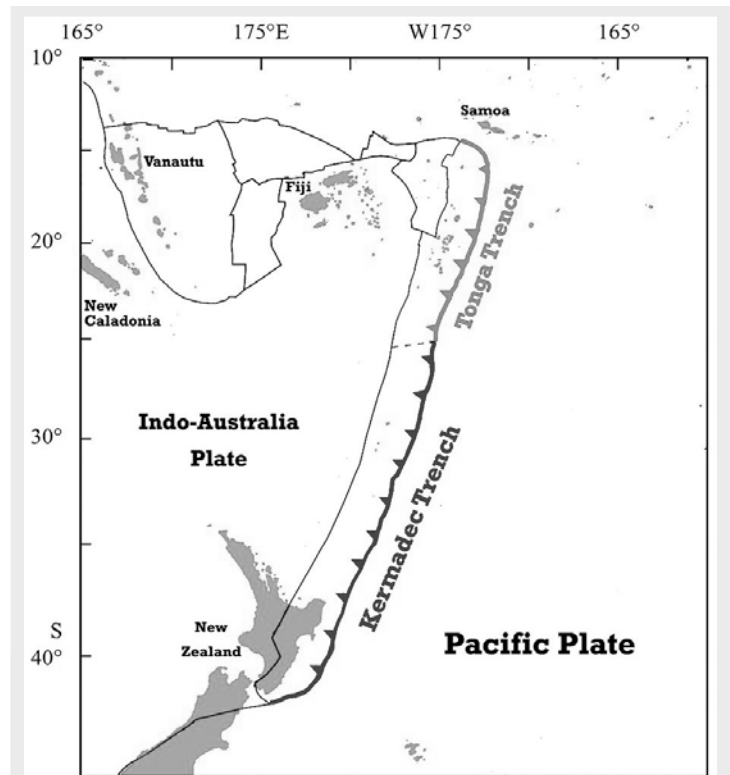 165° 175°E W175° 165°
10°
Samoa
Vanautu
Fiji
20°
Tonga Trench
New
Caladonia
Indo-Australia
Plate
30°
Kermadec Trench
New
Zealand
S
40°
Pacific Plate